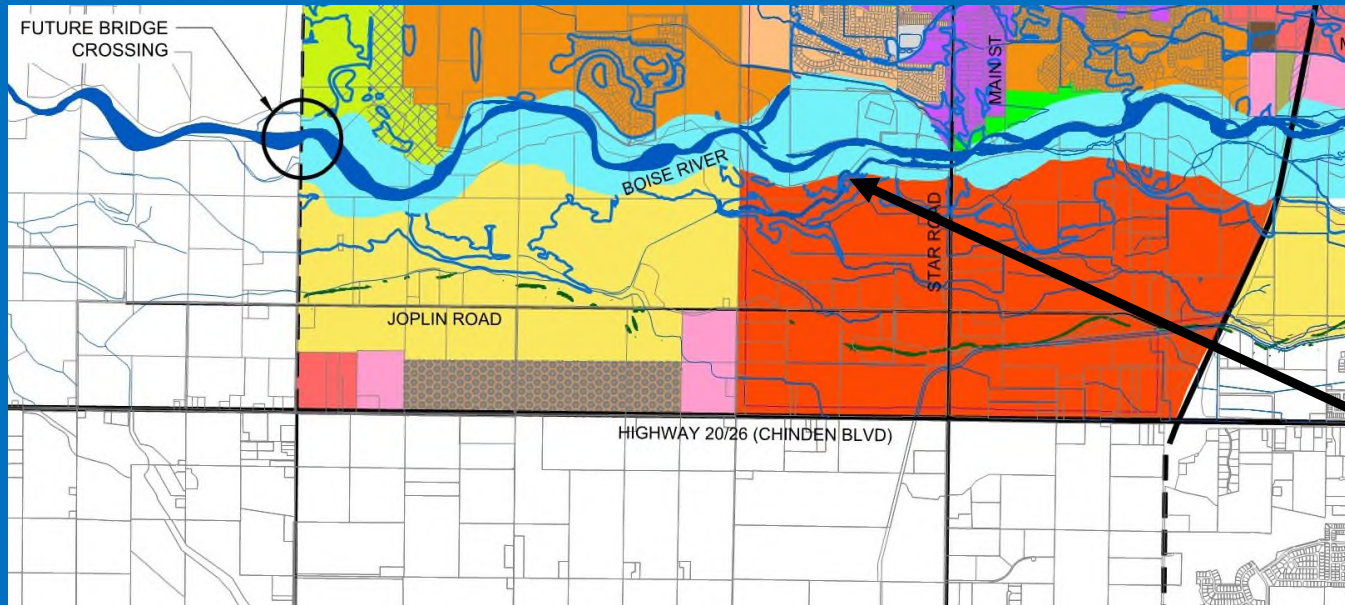 FUTURE BRIDGE
CROSSING
MAIN ST
BOISE RIVER
STAR ROAD
JOPLIN ROAD
HIGHWAY 20/26 (CHINDEN BLVD)